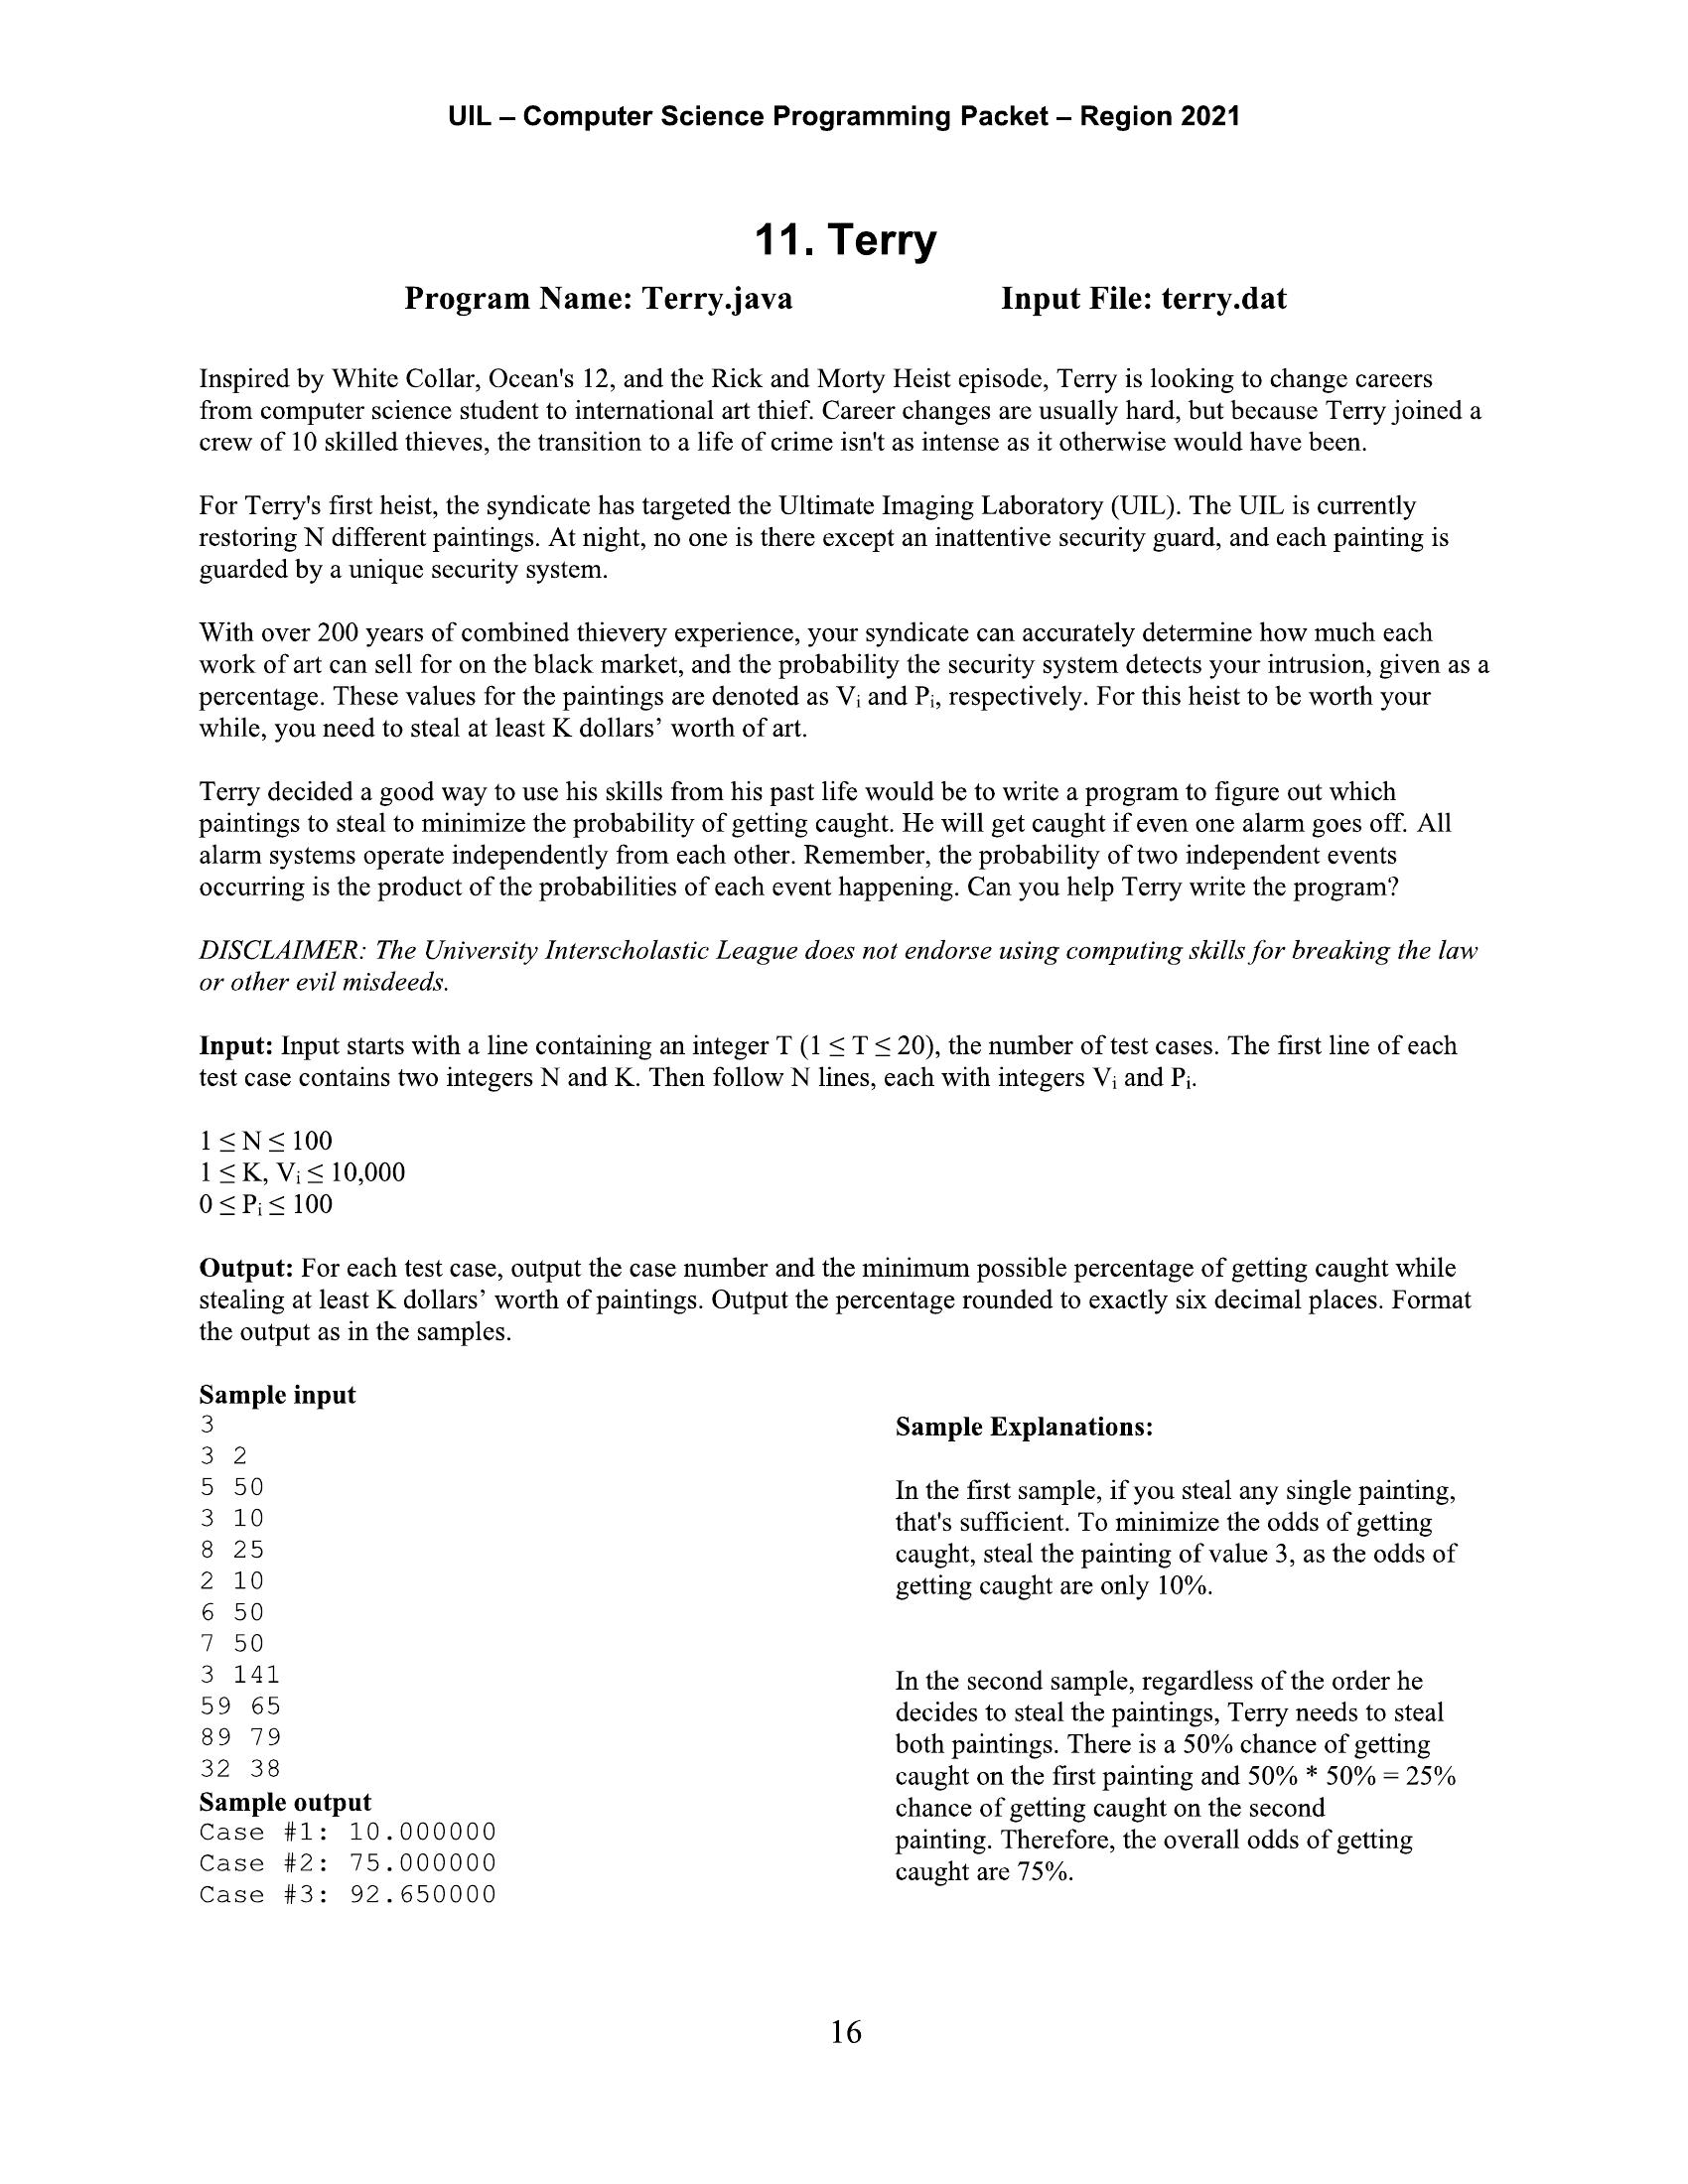 UIL – Computer Science Programming Packet – Region 2021
11. Terry
Program Name: Terry.java Input File: terry.dat
Inspired by White Collar, Ocean's 12, and the Rick and Morty Heist episode, Terry is looking to change careers
from computer science student to international art thief. Career changes are usually hard, but because Terry joined a
crew of 10 skilled thieves, the transition to a life of crime isn't as intense as it otherwise would have been.
For Terry's first heist, the syndicate has targeted the Ultimate Imaging Laboratory (UIL). The UIL is currently
restoring N different paintings. At night, no one is there except an inattentive security guard, and each painting is
guarded by a unique security system.
With over 200 years of combined thievery experience, your syndicate can accurately determine how much each
work of art can sell for on the black market, and the probability the security system detects your intrusion, given as a
percentage. These values for the paintings are denoted as Vi and Pi, respectively. For this heist to be worth your
while, you need to steal at least K dollars’ worth of art.
Terry decided a good way to use his skills from his past life would be to write a program to figure out which
paintings to steal to minimize the probability of getting caught. He will get caught if even one alarm goes off. All
alarm systems operate independently from each other. Remember, the probability of two independent events
occurring is the product of the probabilities of each event happening. Can you help Terry write the program?
DISCLAIMER: The University Interscholastic League does not endorse using computing skills for breaking the law
or other evil misdeeds.
Input: Input starts with a line containing an integer T (1 ≤ T ≤ 20), the number of test cases. The first line of each
test case contains two integers N and K. Then follow N lines, each with integers Vi and Pi.
1 ≤ N ≤ 100
1 ≤ K, Vi ≤ 10,000
0 ≤ Pi ≤ 100
Output: For each test case, output the case number and the minimum possible percentage of getting caught while
stealing at least K dollars’ worth of paintings. Output the percentage rounded to exactly six decimal places. Format
the output as in the samples.
Sample input
3
3 2
5 50
3 10
8 25
2 10
6 50
7 50
3 141
59 65
89 79
32 38
Sample output
Case #1: 10.000000
Case #2: 75.000000
Case #3: 92.650000
Sample Explanations:
In the first sample, if you steal any single painting,
that's sufficient. To minimize the odds of getting
caught, steal the painting of value 3, as the odds of
getting caught are only 10%.
In the second sample, regardless of the order he
decides to steal the paintings, Terry needs to steal
both paintings. There is a 50% chance of getting
caught on the first painting and 50% * 50% = 25%
chance of getting caught on the second
painting. Therefore, the overall odds of getting
caught are 75%.
16